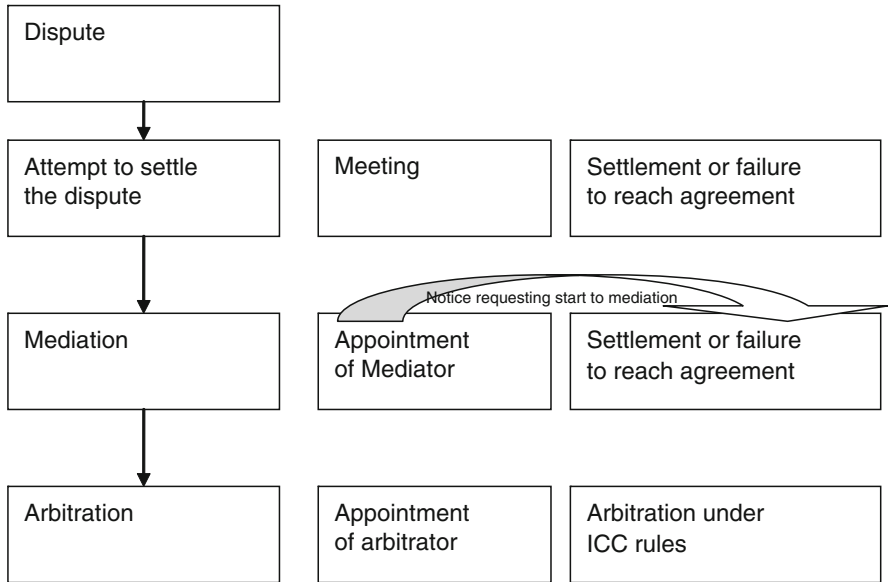 Dispute
Attempt to settle
the dispute
Meeting
Settlement or failure
to reach agreement
Notice requesting start to mediation
Mediation
Appointment
of Mediator
Settlement or failure
to reach agreement
Arbitration
Appointment
of arbitrator
Arbitration under
ICC rules